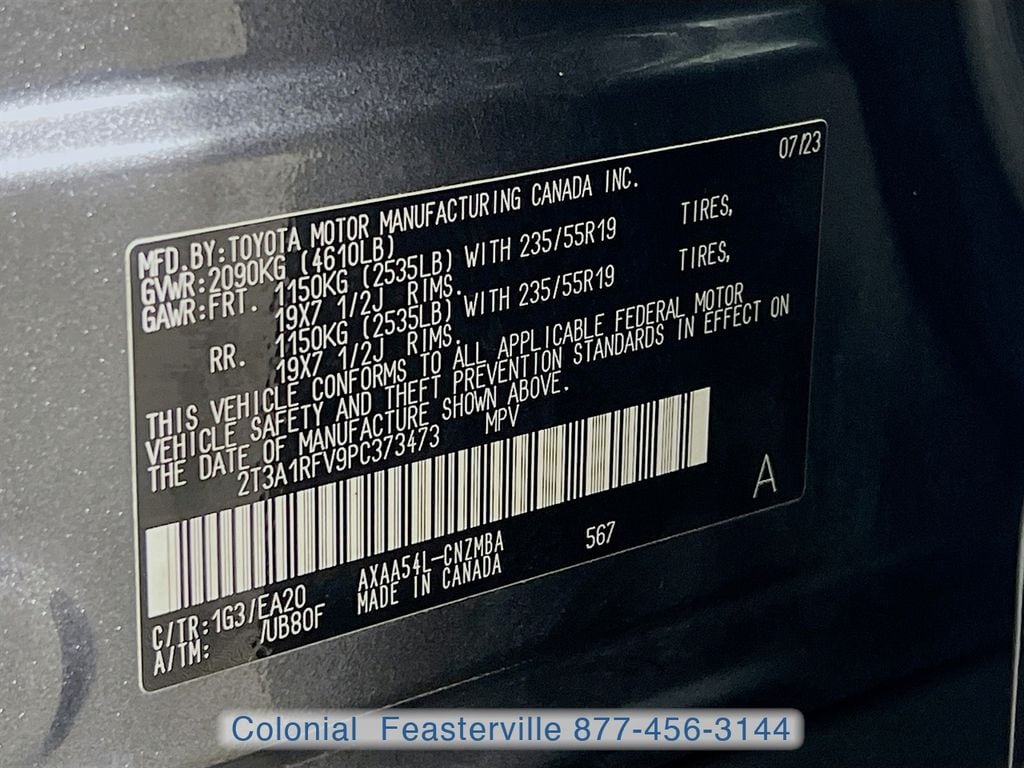 07/23
MFD.BY:TOYOTA MOTOR MANUFACTURING CANADA INC.
GVWR:2090KG (4610LB)
GAWR:FRT. 1150KG (2535LB) WITH 235/55R19 TIRES,
19X7 1/2J RIMS.
RR. 1150KG (2535LB) WITH 235/55R19 TIRES,
19X7 1/2J RIMS.
THIS VEHICLE CONFORMS TO ALL APPLICABLE FEDERAL MOTOR
VEHICLE SAFETY AND THEFT PREVENTION STANDARDS IN EFFECT ON
THE DATE OF MANUFACTURE SHOWN ABOVE.
2T3A1RFV9PC373473 MPV
A
AXAA54L-CNZMBA 567
MADE IN CANADA
C/TR:1G3/EA20
A/TM: /UB80F
Colonial Feasterville 877-456-3144